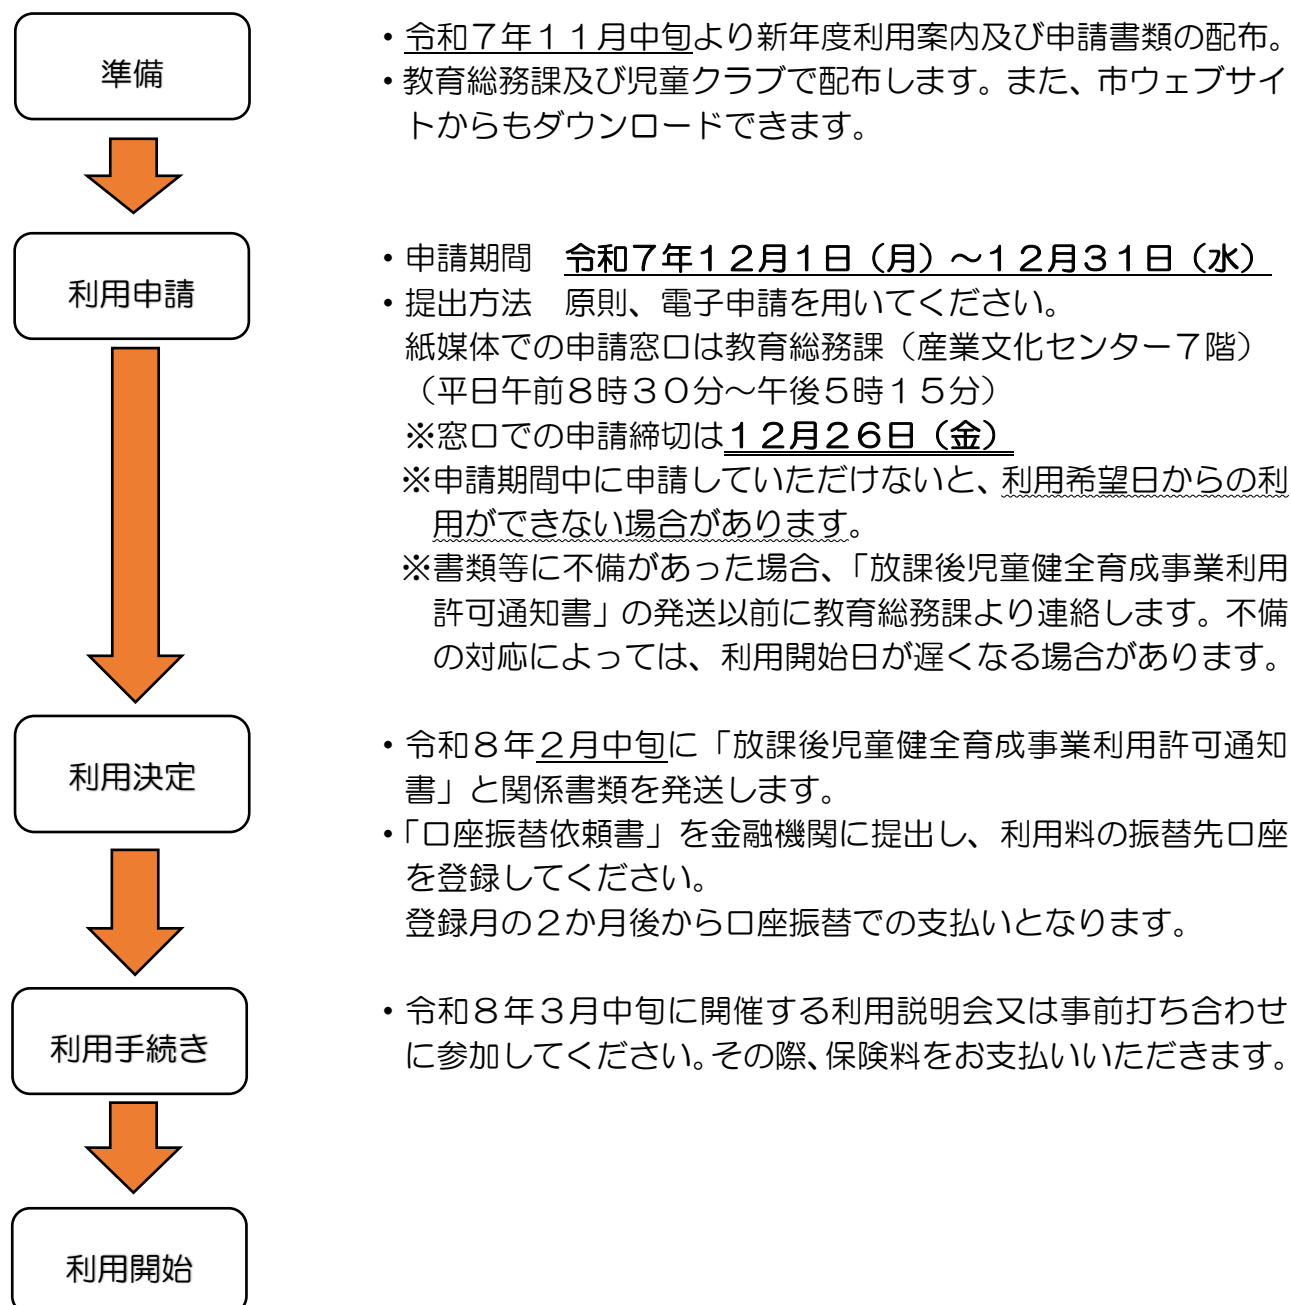 準備
・令和７年１１月中旬より新年度利用案内及び申請書類の配布。
・教育総務課及び児童クラブで配布します。また、市ウェブサイ
トからもダウンロードできます。
利用申請
・申請期間　令和７年１２月１日（月）～１２月３１日（水）
・提出方法　原則、電子申請を用いてください。
紙媒体での申請窓口は教育総務課（産業文化センター７階）
（平日午前８時３０分～午後５時１５分）
※窓口での申請締切は１２月２６日（金）
※申請期間中に申請していただけないと、利用希望日からの利
用ができない場合があります。
※書類等に不備があった場合、「放課後児童健全育成事業利用
許可通知書」の発送以前に教育総務課より連絡します。不備
の対応によっては、利用開始日が遅くなる場合があります。
利用決定
・令和８年２月中旬に「放課後児童健全育成事業利用許可通知
書」と関係書類を発送します。
・「口座振替依頼書」を金融機関に提出し、利用料の振替先口座
を登録してください。
登録月の２か月後から口座振替での支払いとなります。
利用手続き
・令和８年３月中旬に開催する利用説明会又は事前打ち合わせ
に参加してください。その際、保険料をお支払いいただきます。
利用開始